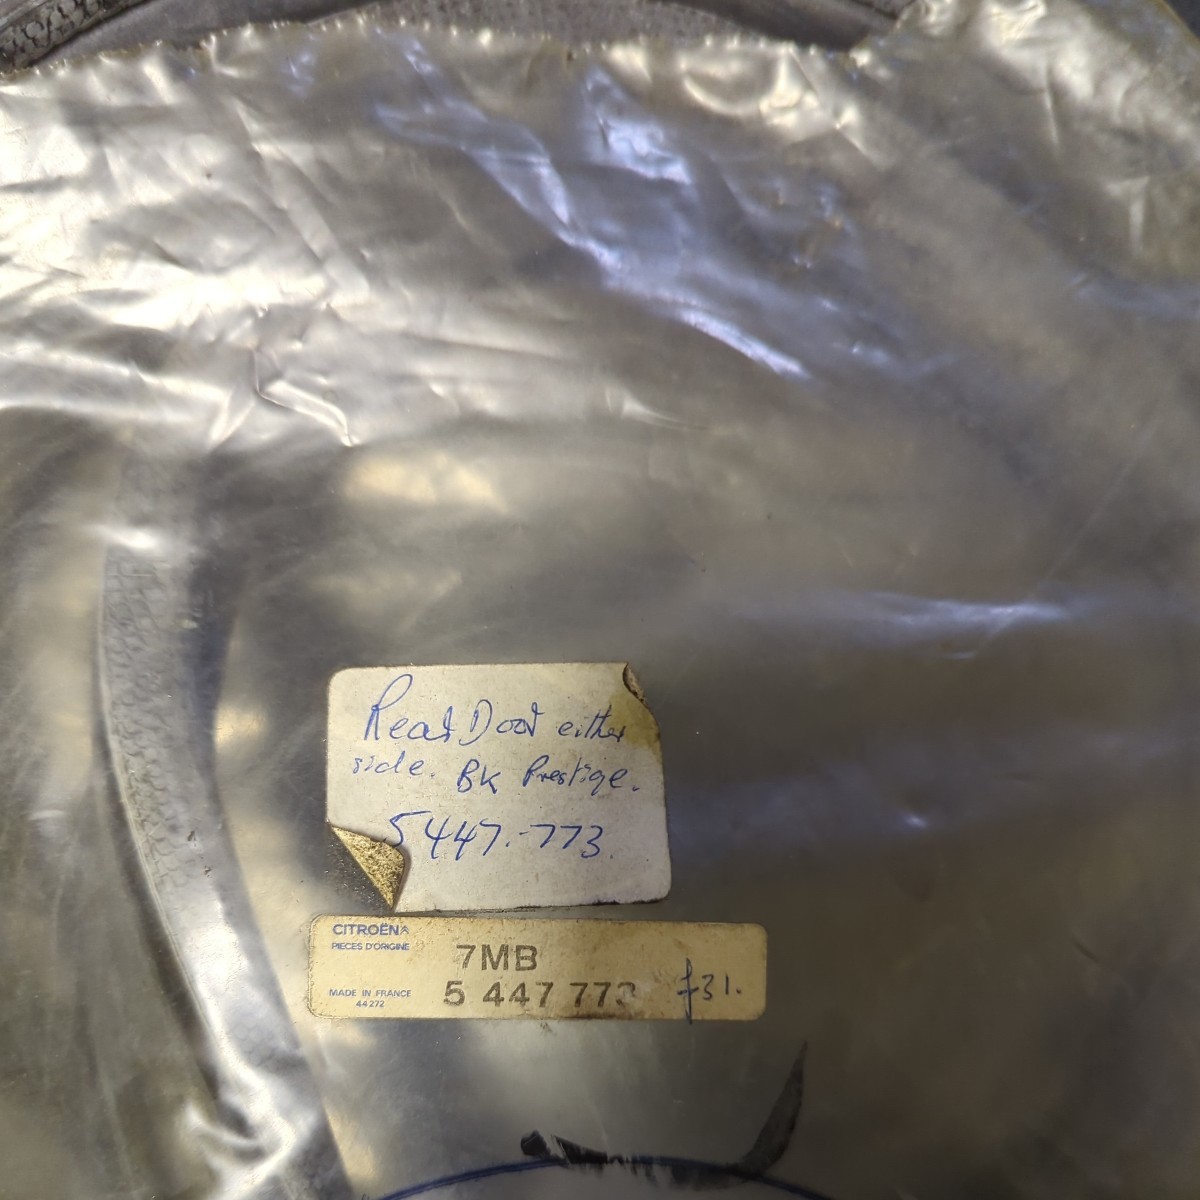 Rear Door either
side. BK Prestige.
5447-773.
CITROËN
PIECES D'ORIGINE
7MB
MADE IN FRANCE
44272
5 447 773
£31.